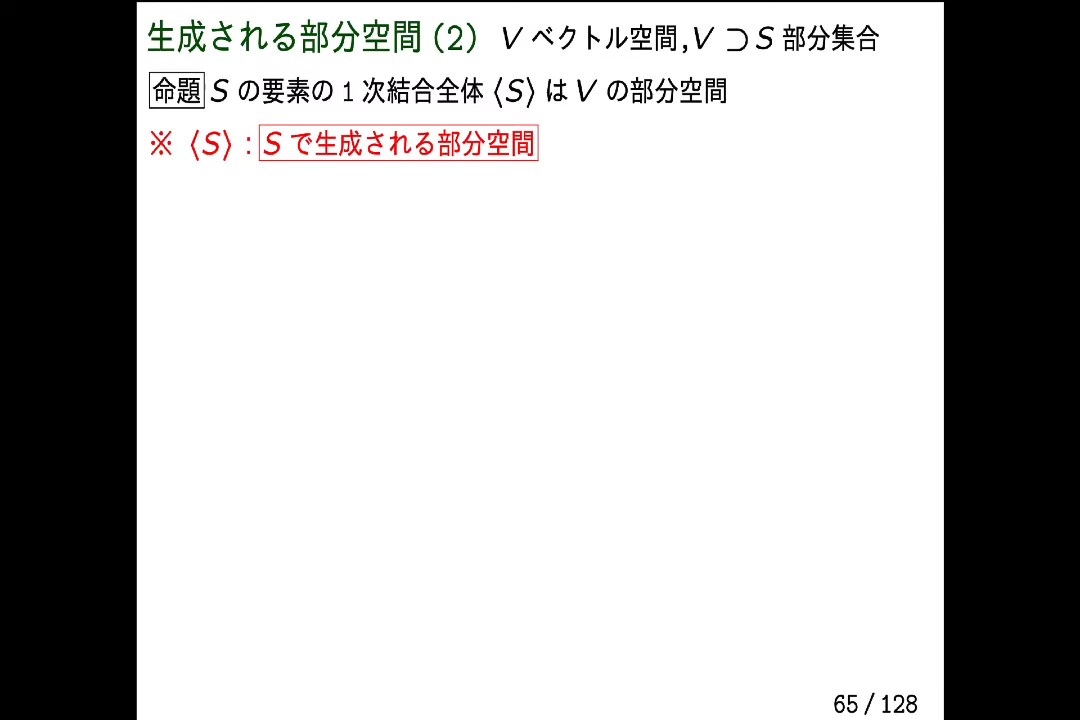 生成される部分空間 (2) V ベクトル空間,V ⊃ S 部分集合
命題 S の要素の 1 次結合全体 ⟨S⟩ は V の部分空間
※ ⟨S⟩ : S で生成される部分空間
65 / 128